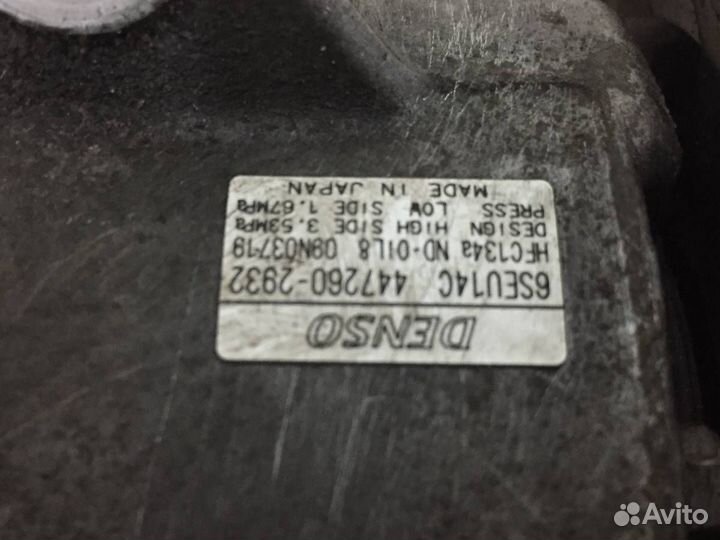 DENSO
6SEU14C 447260-2932
HFC134a ND-OIL8 09N03719
DESIGN HIGH SIDE 3.53MPa
PRESS LOW SIDE 1.67MPa
MADE IN JAPAN
Avito